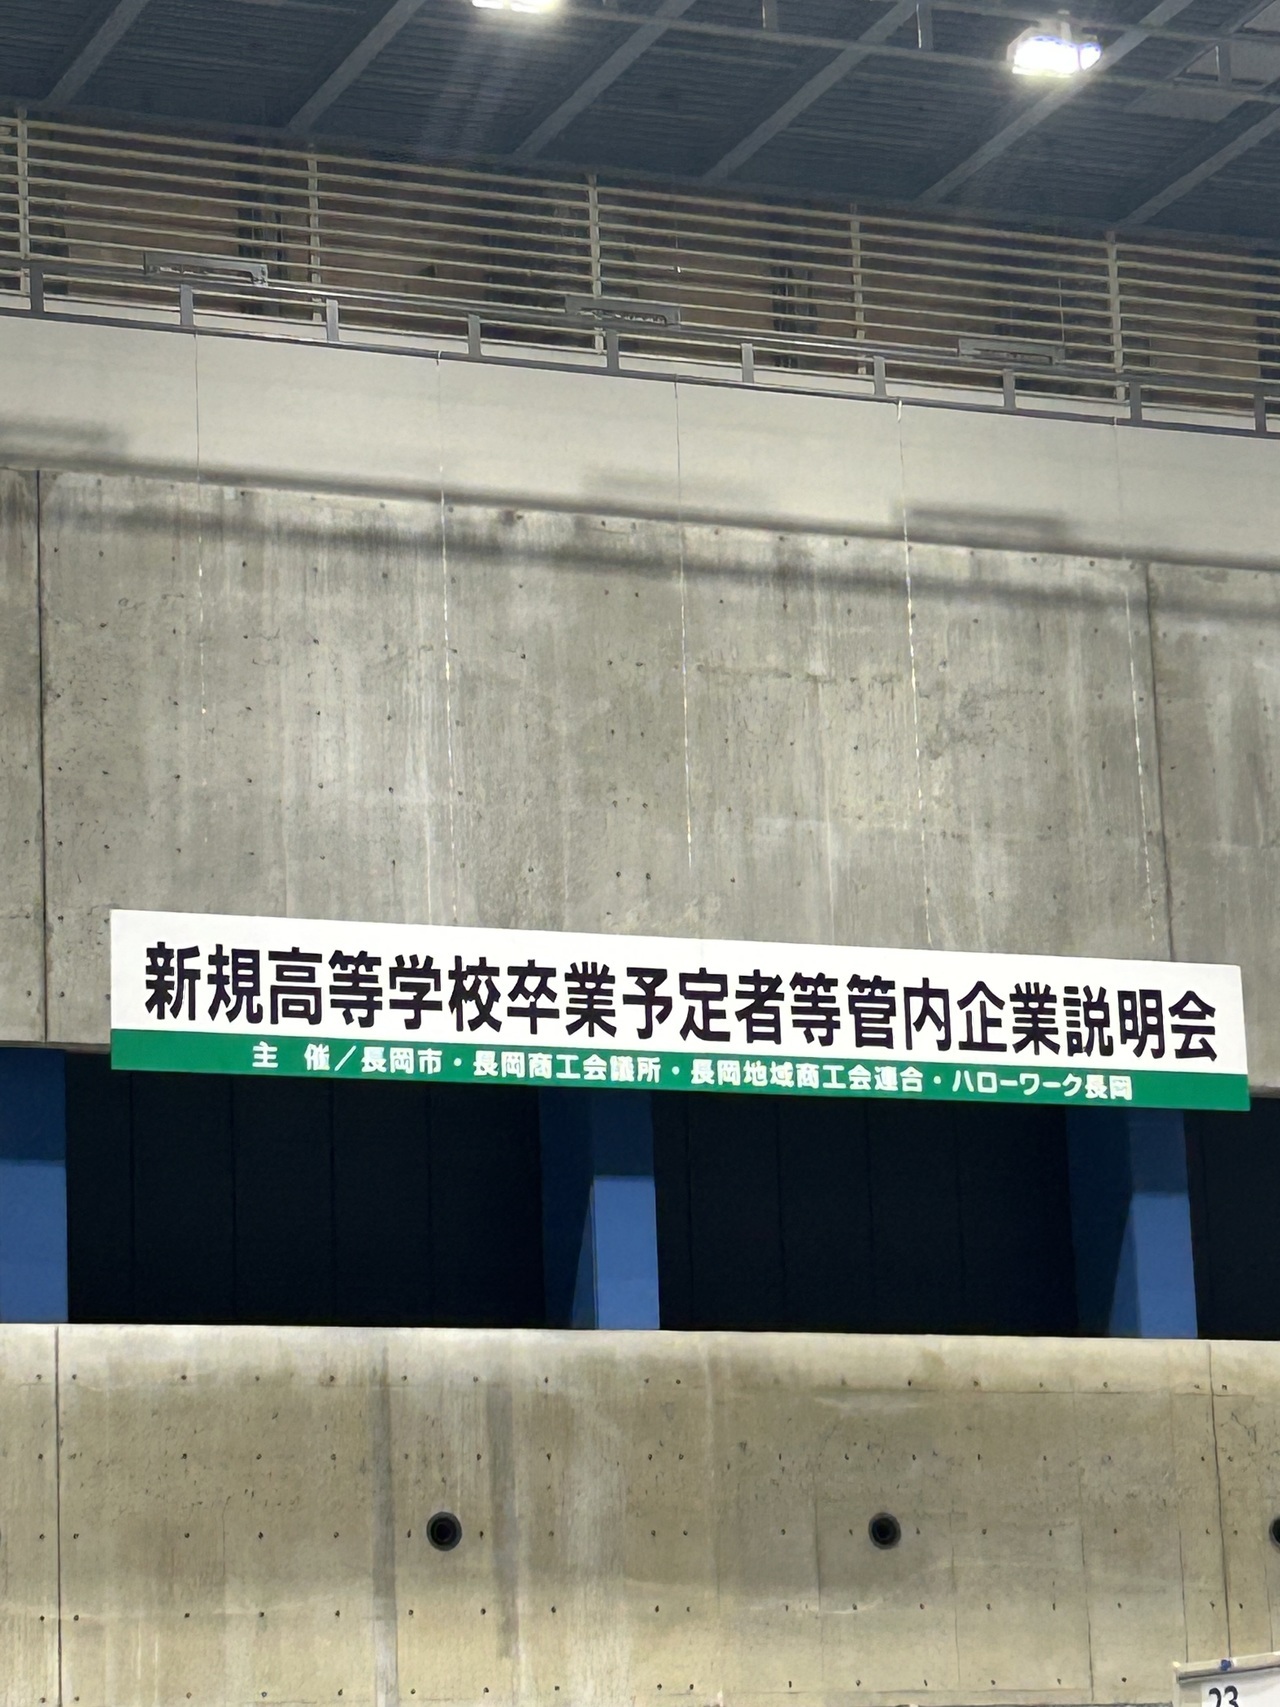 新規高等学校卒業予定者等管内企業説明会
主　催／長岡市・長岡商工会議所・長岡地域商工会連合・ハローワーク長岡
23